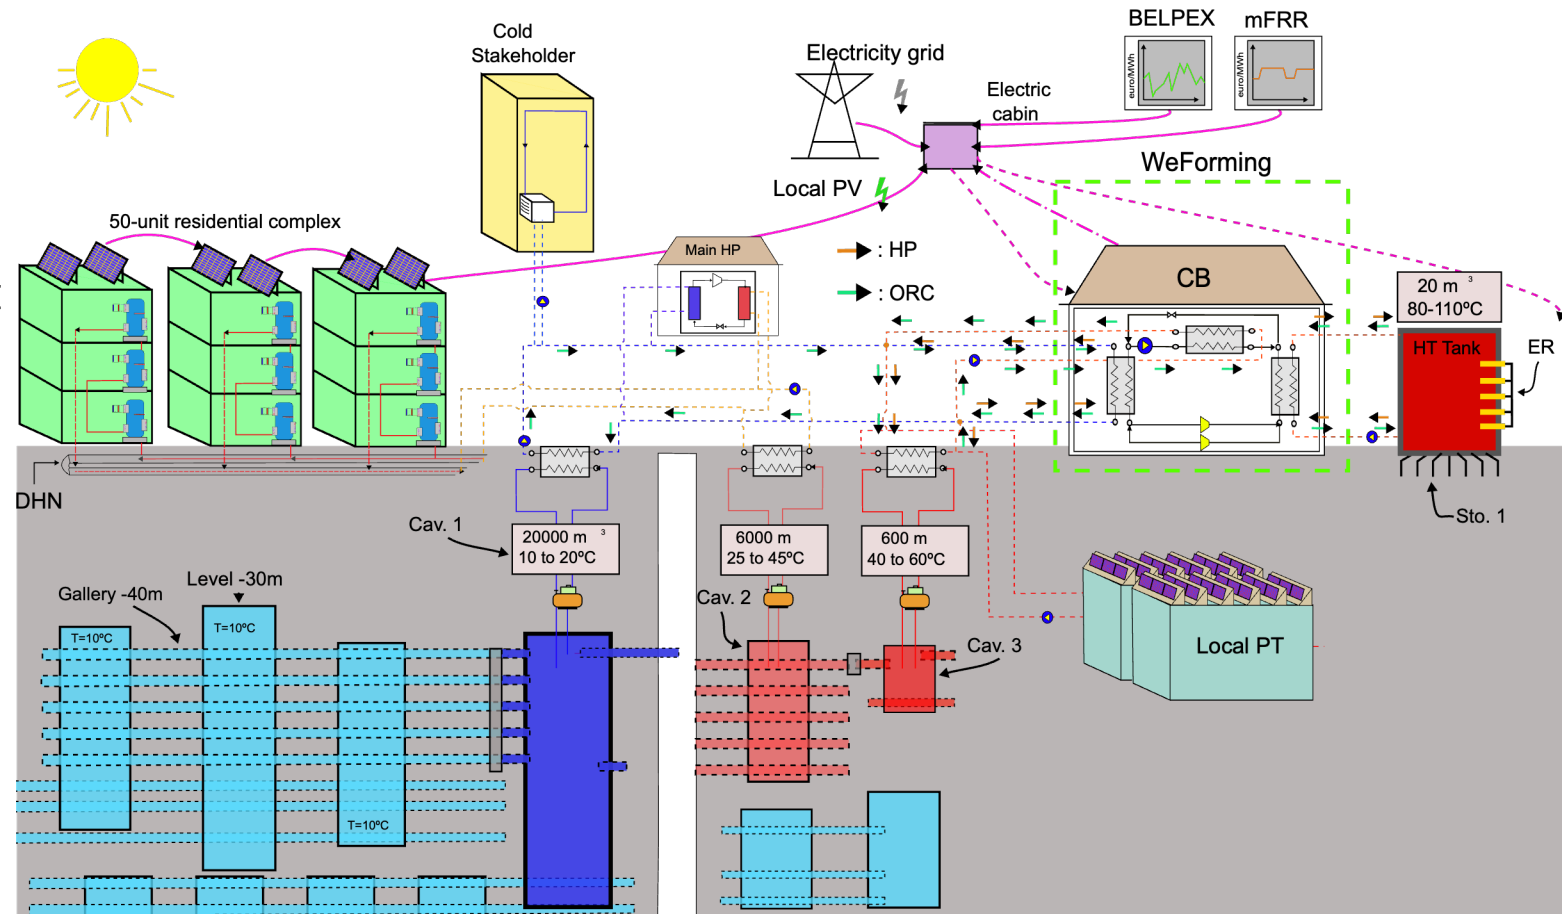 BELPEX
mFRR
euro/MWh
euro/MWh
Cold
Stakeholder
Electricity grid
Electric
cabin
WeForming
Local PV
50-unit residential complex
Main HP
: HP
: ORC
CB
20 m 3
80-110ºC
HT Tank
ER
DHN
Sto. 1
Cav. 1
20000 m 3
10 to 20ºC
6000 m
25 to 45ºC
600 m
40 to 60ºC
Level -30m
Gallery -40m
Cav. 2
Cav. 3
T=10ºC
T=10ºC
T=10ºC
Local PT